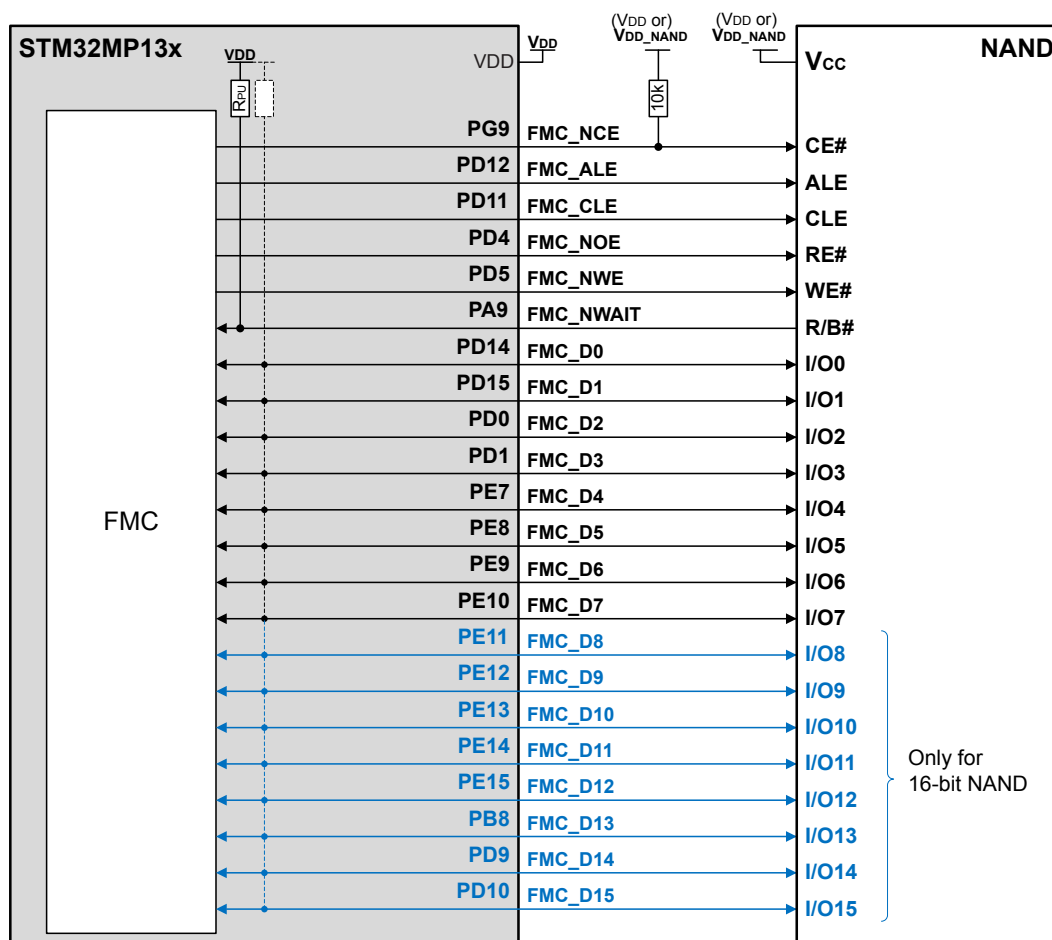 (VDD or)
VDD_NAND
(VDD or)
VDD_NAND
STM32MP13x
VDD
VDD
VDD
VCC
NAND
RPU
10k
PG9
FMC_NCE
CE#
PD12
FMC_ALE
ALE
PD11
FMC_CLE
CLE
PD4
FMC_NOE
RE#
PD5
FMC_NWE
WE#
PA9
FMC_NWAIT
R/B#
PD14
FMC_D0
I/O0
PD15
FMC_D1
I/O1
PD0
FMC_D2
I/O2
PD1
FMC_D3
I/O3
PE7
FMC_D4
I/O4
FMC
PE8
FMC_D5
I/O5
PE9
FMC_D6
I/O6
PE10
FMC_D7
I/O7
PE11
FMC_D8
I/O8
PE12
FMC_D9
I/O9
PE13
FMC_D10
I/O10
PE14
FMC_D11
I/O11
PE15
FMC_D12
I/O12
PB8
FMC_D13
I/O13
PD9
FMC_D14
I/O14
PD10
FMC_D15
I/O15
Only for
16-bit NAND